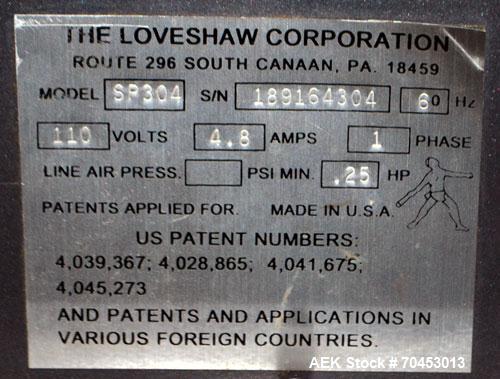 THE LOVESHAW CORPORATION
ROUTE 296 SOUTH CANAAN, PA. 18459
MODEL SP304 S/N 189164304 60 HZ
110 VOLTS 4.8 AMPS 1 PHASE
LINE AIR PRESS. PSI MIN. .25 HP
PATENTS APPLIED FOR. MADE IN U.S.A.
US PATENT NUMBERS:
4,039,367; 4,028,865; 4,041,675;
4,045,273
AND PATENTS AND APPLICATIONS IN
VARIOUS FOREIGN COUNTRIES.
AEK Stock # 70453013